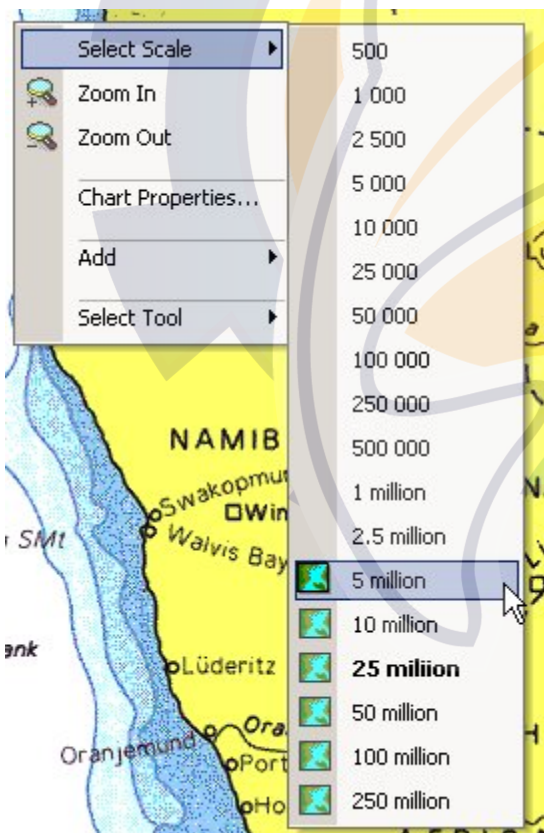 Select Scale
Zoom In
Zoom Out
Chart Properties...
Add
Select Tool
500
1 000
2 500
5 000
10 000
25 000
50 000
100 000
250 000
500 000
1 million
2.5 million
5 million
10 million
25 miliion
50 million
100 million
250 million
NAMIB
Swakopmu
Win
Walvis Bay
SMt
ank
Lüderitz
Ora
Oranjemund
Port
Ho